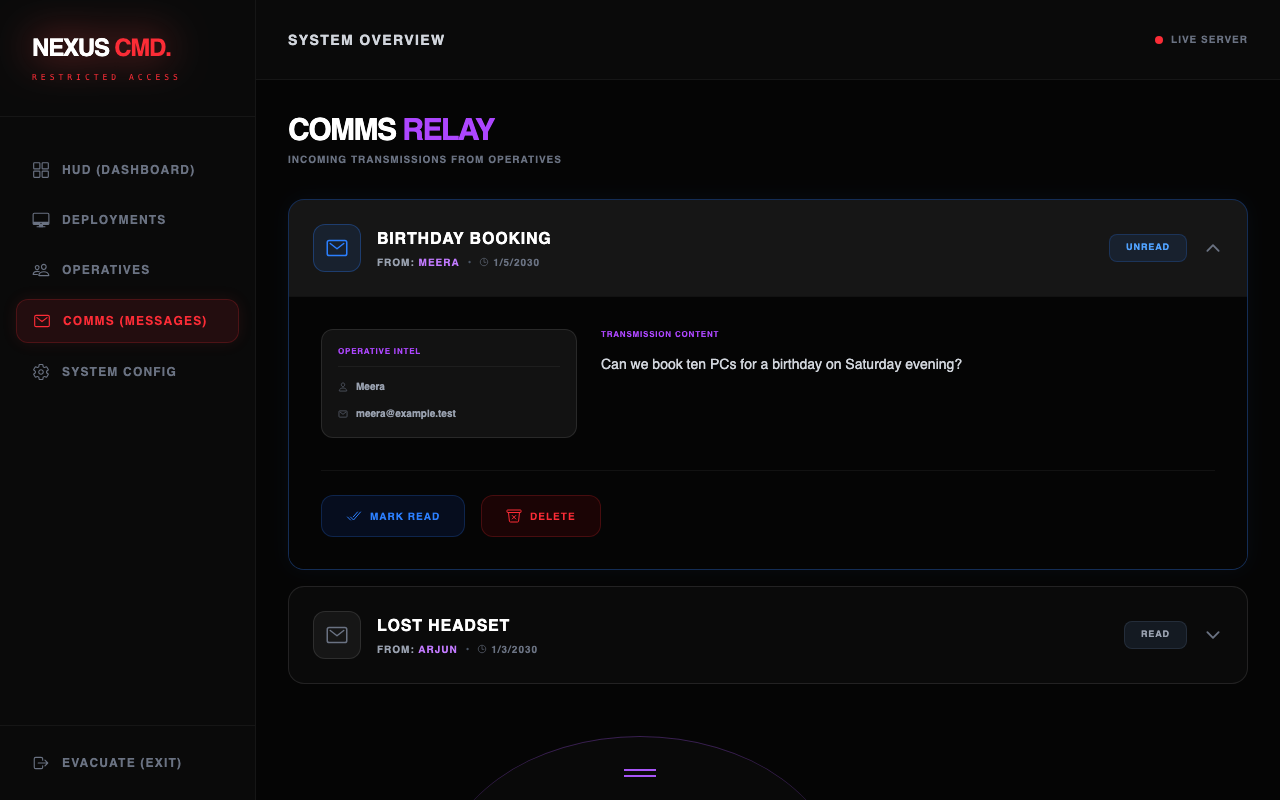 NEXUS CMD.
RESTRICTED ACCESS
HUD (DASHBOARD)
DEPLOYMENTS
OPERATIVES
COMMS (MESSAGES)
SYSTEM CONFIG
EVACUATE (EXIT)
SYSTEM OVERVIEW
LIVE SERVER
COMMS RELAY
INCOMING TRANSMISSIONS FROM OPERATIVES
BIRTHDAY BOOKING
FROM: MEERA • 1/5/2030
UNREAD
OPERATIVE INTEL
Meera
meera@example.test
TRANSMISSION CONTENT
Can we book ten PCs for a birthday on Saturday evening?
MARK READ
DELETE
LOST HEADSET
FROM: ARJUN • 1/3/2030
READ